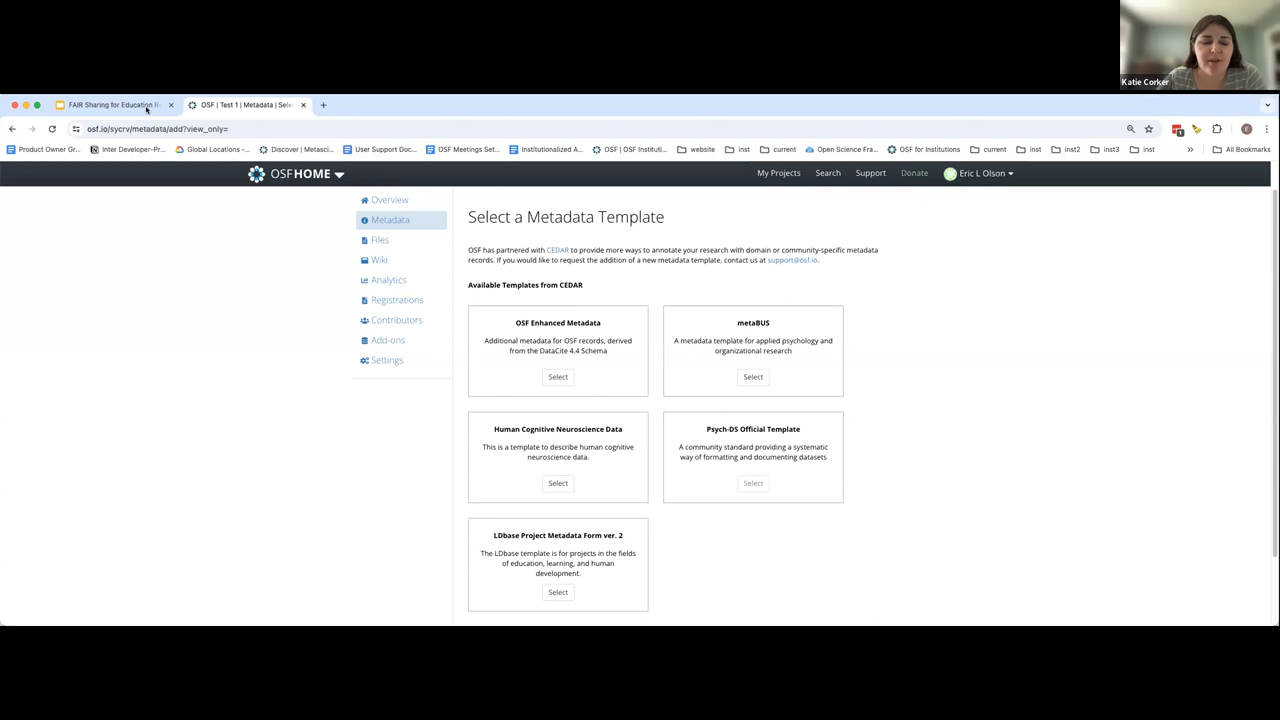 Katie Corker
FAIR Sharing for Education R
OSF | Test 1 | Metadata | Sele
osf.io/sycrv/metadata/add?view_only=
E
Product Owner Gr... Inter Developer-Pr... Global Locations -... Discover | Metasci... User Support Doc... OSF Meetings Set... Institutionalized A... OSF | OSF Instituti... website inst current Open Science Fra... OSF for Institutions current inst inst2 inst3 inst » All Bookmarks
OSFHOME My Projects Search Support Donate Eric L Olson
Overview
Metadata
Files
Wiki
Analytics
Registrations
Contributors
Add-ons
Settings
Select a Metadata Template
OSF has partnered with CEDAR to provide more ways to annotate your research with domain or community-specific metadata
records. If you would like to request the addition of a new metadata template, contact us at support@osf.io.
Available Templates from CEDAR
OSF Enhanced Metadata
Additional metadata for OSF records, derived
from the DataCite 4.4 Schema
Select
metaBUS
A metadata template for applied psychology and
organizational research
Select
Human Cognitive Neuroscience Data
This is a template to describe human cognitive
neuroscience data.
Select
Psych-DS Official Template
A community standard providing a systematic
way of formatting and documenting datasets
Select
LDbase Project Metadata Form ver. 2
The LDbase template is for projects in the fields
of education, learning, and human
development.
Select